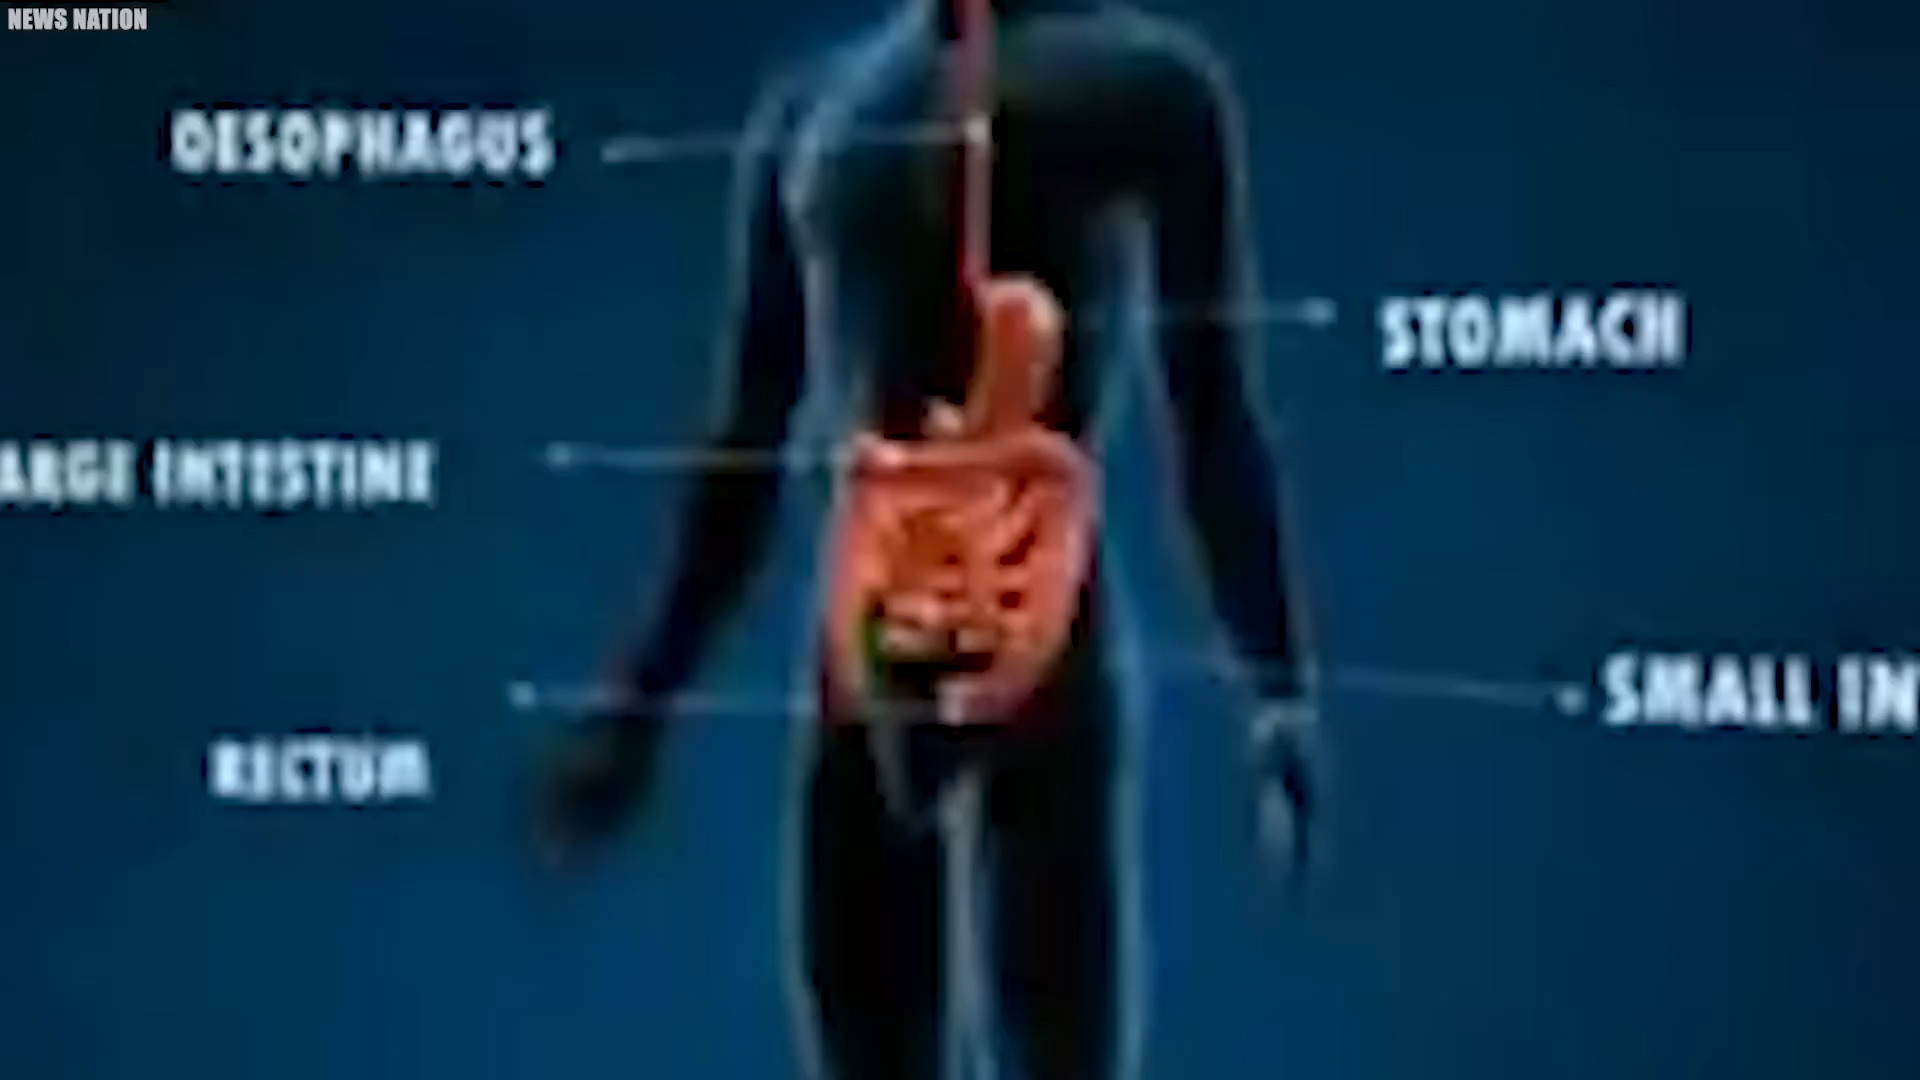 NEWS NATION
OESOPHAGUS
STOMACH
ARGE INTESTINE
SMALL IN
RECTUM